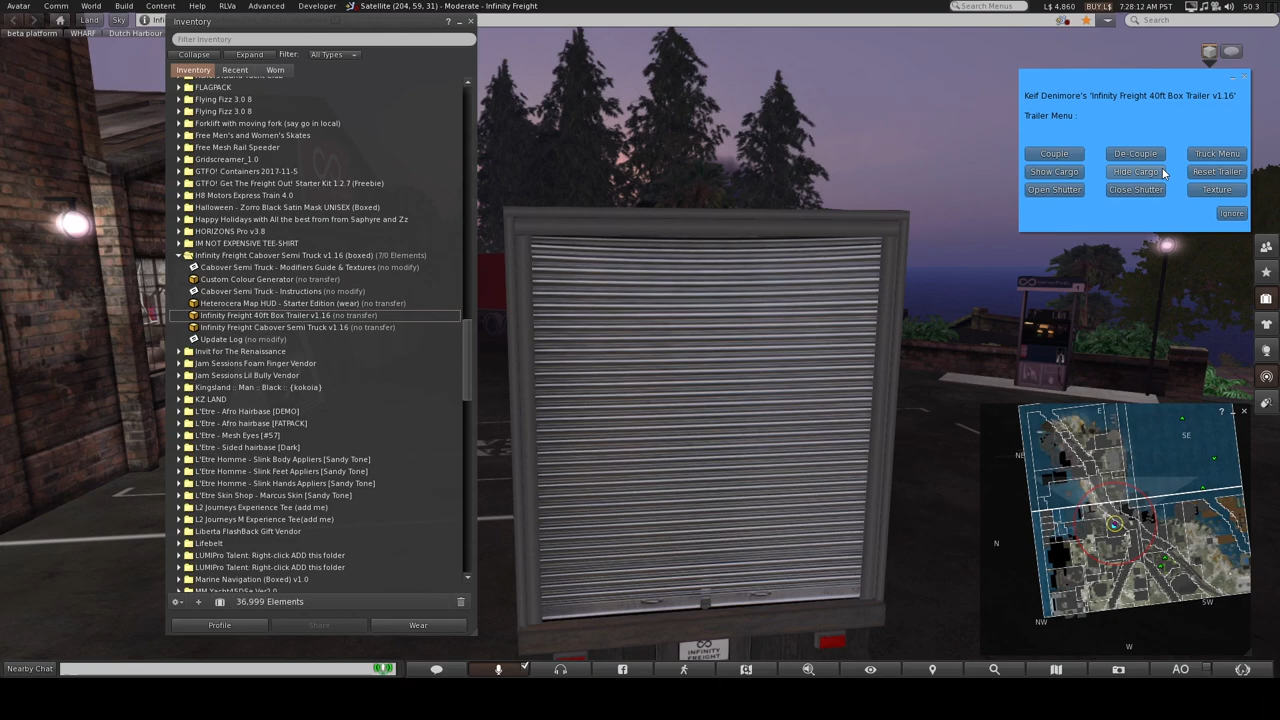 Avatar Comm World Build Content Help RLVa Advanced Developer Satellite (204, 59, 31) - Moderate - Infinity Freight Search Menus L$ 4,860 BUY L$ 7:28:12 AM PST 50.3
Land Sky Search
beta platform WHARF Dutch Harbour
Inventory
Filter Inventory
Collapse Expand Filter: All Types
Inventory Recent Worn
FLAGPACK
Flying Fizz 3.0 8
Flying Fizz 3.0 8
Forklift with moving fork (say go in local)
Free Men's and Women's Skates
Free Mesh Rail Speeder
Gridscreamer_1.0
GTFO! Containers 2017-11-5
GTFO! Get The Freight Out! Starter Kit 1.2.7 (Freebie)
H8 Motors Express Train 4.0
Halloween - Zorro Black Satin Mask UNISEX (Boxed)
Happy Holidays with All the best from from Saphyre and Zz
HORIZONS Pro v3.8
IM NOT EXPENSIVE TEE-SHIRT
Infinity Freight Cabover Semi Truck v1.16 (boxed) (7/0 Elements)
Cabover Semi Truck - Modifiers Guide & Textures (no modify)
Custom Colour Generator (no transfer)
Cabover Semi Truck - Instructions (no modify)
Heterocera Map HUD - Starter Edition (wear) (no transfer)
Infinity Freight 40ft Box Trailer v1.16 (no transfer)
Infinity Freight Cabover Semi Truck v1.16 (no transfer)
Update Log (no modify)
Invit for The Renaissance
Jam Sessions Foam Finger Vendor
Jam Sessions Lil Bully Vendor
Kingsland :: Man :: Black :: {kokoia}
KZ LAND
L'Etre - Afro Hairbase [DEMO]
L'Etre - Afro hairbase [FATPACK]
L'Etre - Mesh Eyes [#57]
L'Etre - Sided hairbase [Dark]
L'Etre Homme - Slink Body Appliers [Sandy Tone]
L'Etre Homme - Slink Feet Appliers [Sandy Tone]
L'Etre Homme - Slink Hands Appliers [Sandy Tone]
L'Etre Skin Shop - Marcus Skin [Sandy Tone]
L2 Journeys Experience Tee (add me)
L2 Journeys M Experience Tee(add me)
Liberta FlashBack Gift Vendor
Lifebelt
LUMIPro Talent: Right-click ADD this folder
LUMIPro Talent: Right-click ADD this folder
Marine Navigation (Boxed) v1.0
36,999 Elements
Profile Share Wear
Keif Denimore's 'Infinity Freight 40ft Box Trailer v1.16'
Trailer Menu :
Couple De-Couple Truck Menu
Show Cargo Hide Cargo Reset Trailer
Open Shutter Close Shutter Texture
Ignore
E
SE
NE
N
SW
NW
W
INFINITY
FREIGHT
Nearby Chat
AO